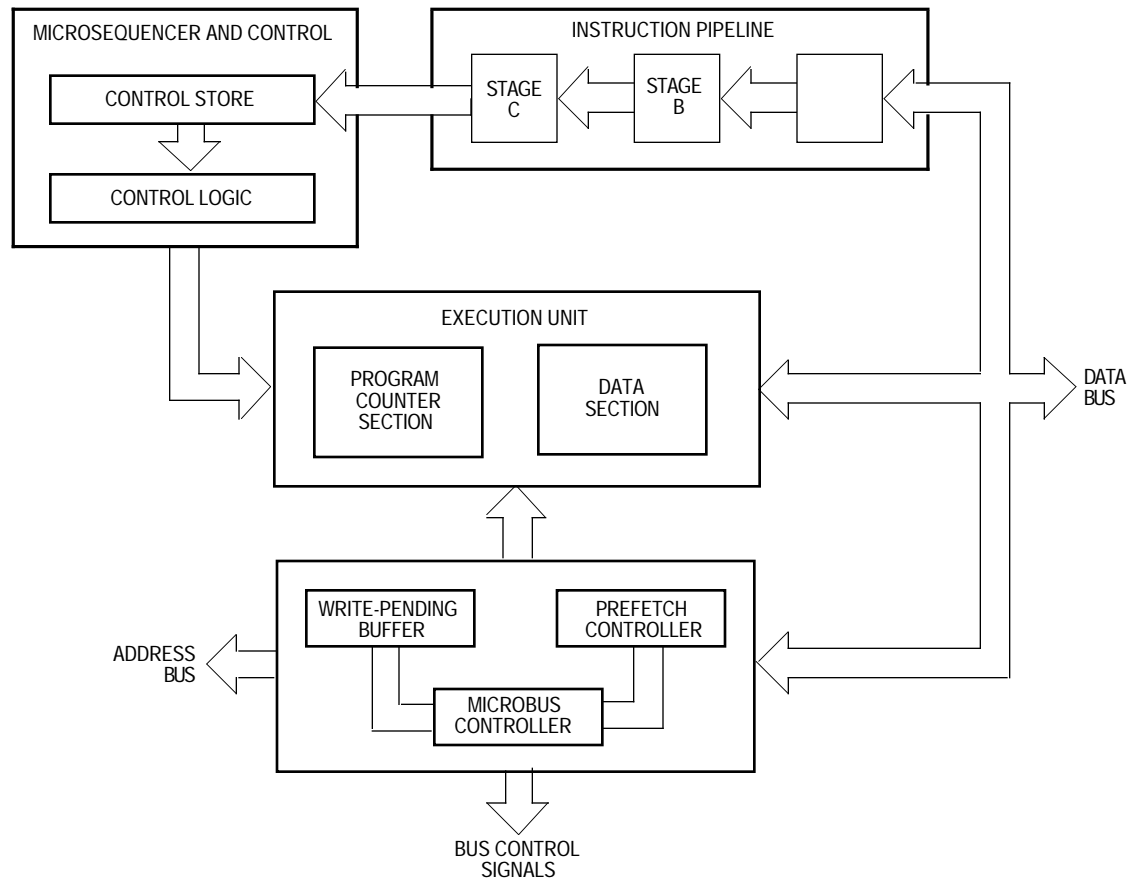 MICROSEQUENCER AND CONTROL
CONTROL STORE
CONTROL LOGIC
INSTRUCTION PIPELINE
STAGE
C
STAGE
B
EXECUTION UNIT
PROGRAM
COUNTER
SECTION
DATA
SECTION
DATA
BUS
WRITE-PENDING
BUFFER
PREFETCH
CONTROLLER
MICROBUS
CONTROLLER
ADDRESS
BUS
BUS CONTROL
SIGNALS